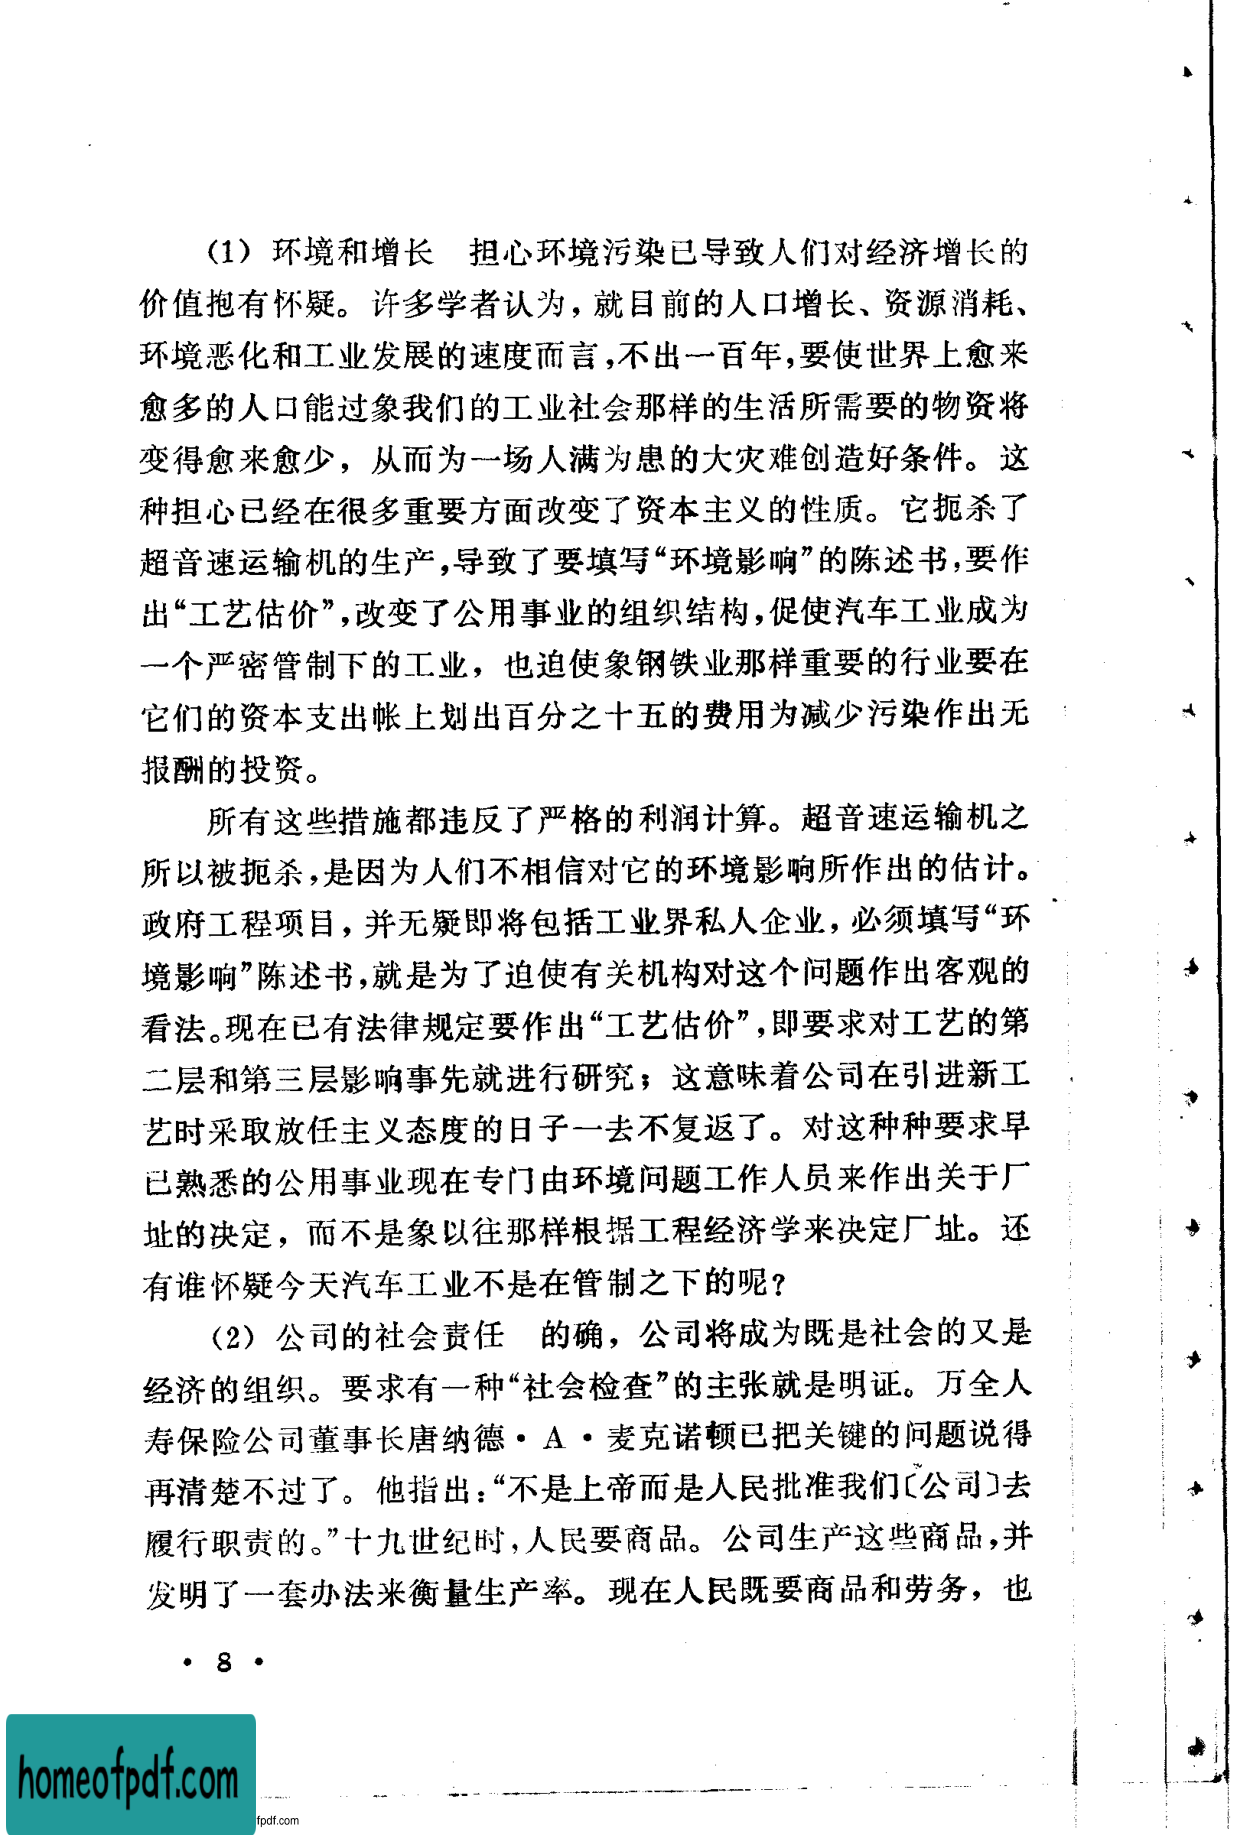 (1) 环境和增长　担心环境污染已导致人们对经济增长的
价值抱有怀疑。许多学者认为，就目前的人口增长、资源消耗、
环境恶化和工业发展的速度而言，不出一百年，要使世界上愈来
愈多的人口能过象我们的工业社会那样的生活所需要的物资将
变得愈来愈少，从而为一场人满为患的大灾难创造好条件。这
种担心已经在很多重要方面改变了资本主义的性质。它扼杀了
超音速运输机的生产，导致了要填写“环境影响”的陈述书，要作
出“工艺估价”，改变了公用事业的组织结构，促使汽车工业成为
一个严密管制下的工业，也迫使象钢铁业那样重要的行业要在
它们的资本支出帐上划出百分之十五的费用为减少污染作出无
报酬的投资。
所有这些措施都违反了严格的利润计算。超音速运输机之
所以被扼杀，是因为人们不相信对它的环境影响所作出的估计。
政府工程项目，并无疑即将包括工业界私人企业，必须填写“环
境影响”陈述书，就是为了迫使有关机构对这个问题作出客观的
看法。现在已有法律规定要作出“工艺估价”，即要求对工艺的第
二层和第三层影响事先就进行研究；这意味着公司在引进新工
艺时采取放任主义态度的日子一去不复返了。对这种种要求早
已熟悉的公用事业现在专门由环境问题工作人员来作出关于厂
址的决定，而不是象以往那样根据工程经济学来决定厂址。还
有谁怀疑今天汽车工业不是在管制之下的呢？
(2) 公司的社会责任　的确，公司将成为既是社会的又是
经济的组织。要求有一种“社会检查”的主张就是明证。万全人
寿保险公司董事长唐纳德·A·麦克诺顿已把关键的问题说得
再清楚不过了。他指出：“不是上帝而是人民批准我们〔公司〕去
履行职责的。”十九世纪时，人民要商品。公司生产这些商品，并
发明了一套办法来衡量生产率。现在人民既要商品和劳务，也
· 8 ·
homeofpdf.com
fpdf.com